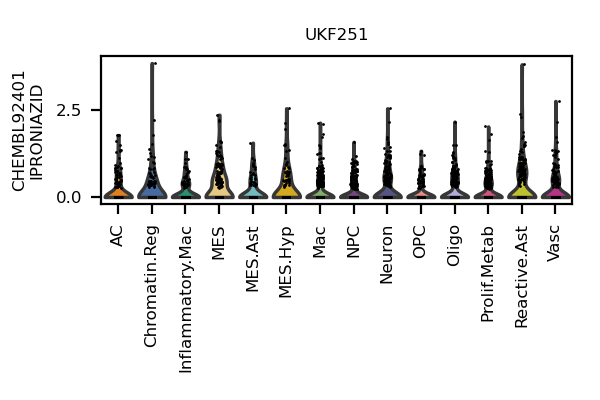 UKF251
CHEMBL92401
IPRONIAZID
2.5
0.0
AC
Chromatin.Reg
Inflammatory.Mac
MES
MES.Ast
MES.Hyp
Mac
NPC
Neuron
OPC
Oligo
Prolif.Metab
Reactive.Ast
Vasc